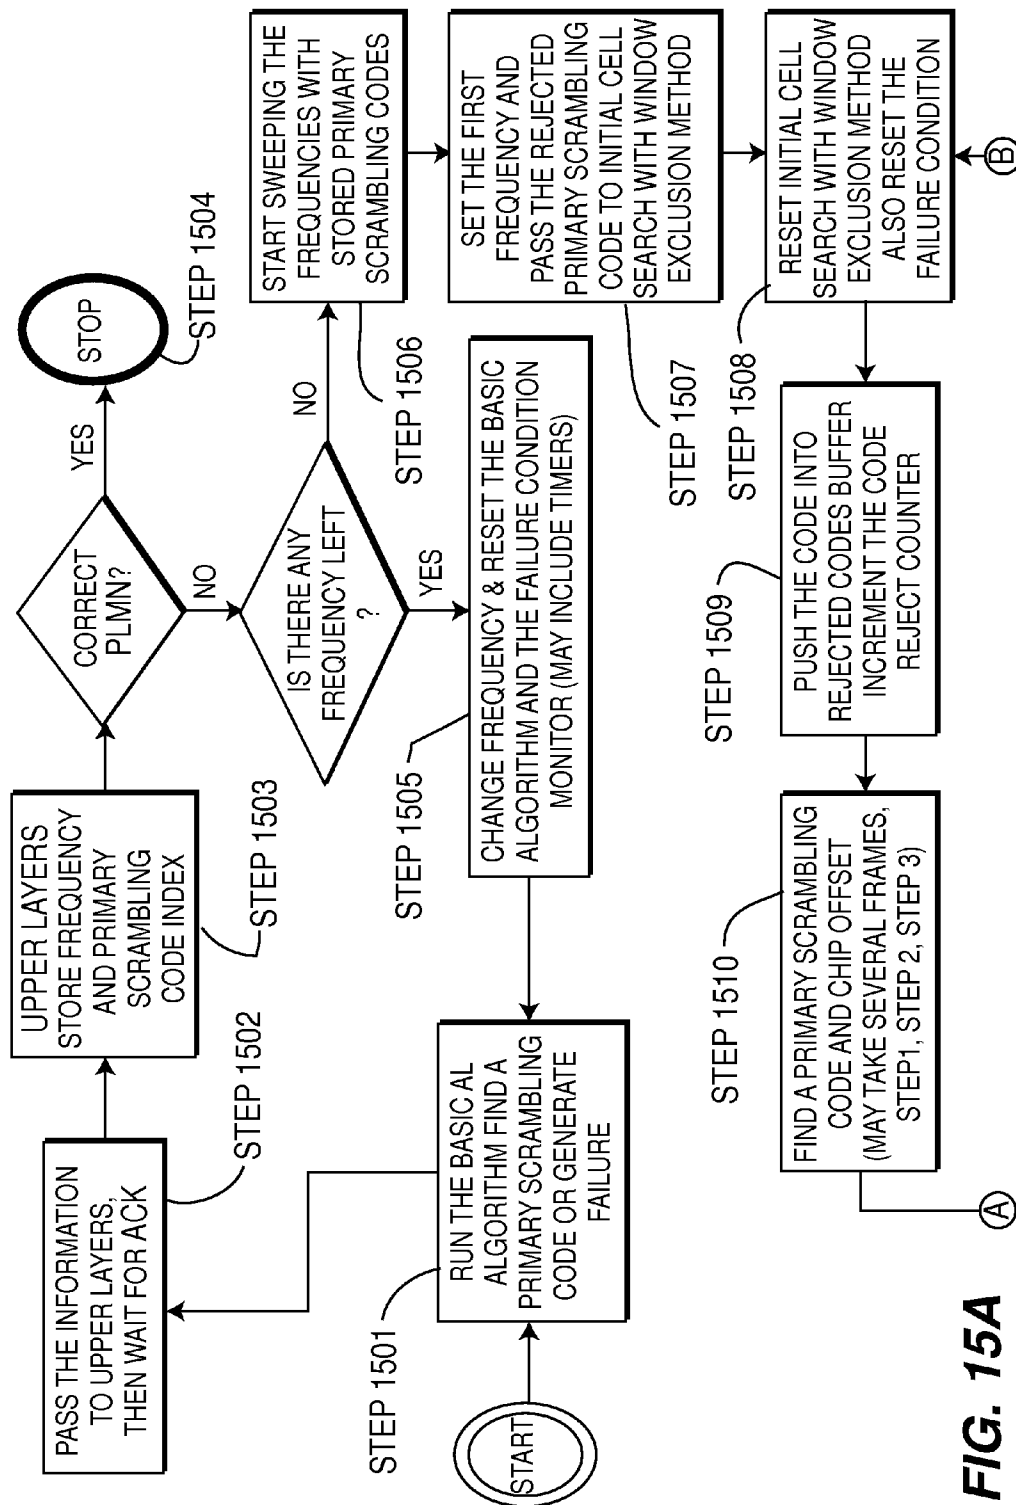 START
RUN THE BASIC AL
ALGORITHM FIND A
PRIMARY SCRAMBLING
CODE OR GENERATE
FAILURE
STEP 1501
PASS THE INFORMATION
TO UPPER LAYERS,
THEN WAIT FOR ACK
STEP 1502
UPPER LAYERS
STORE FREQUENCY
AND PRIMARY
SCRAMBLING
CODE INDEX
STEP 1503
CORRECT
PLMN?
YES
STOP
STEP 1504
NO
IS THERE ANY
FREQUENCY LEFT
?
YES
CHANGE FREQUENCY & RESET THE BASIC
ALGORITHM AND THE FAILURE CONDITION
MONITOR (MAY INCLUDE TIMERS)
STEP 1505
NO
START SWEEPING THE
FREQUENCIES WITH
STORED PRIMARY
SCRAMBLING CODES
STEP 1506
SET THE FIRST
FREQUENCY AND
PASS THE REJECTED
PRIMARY SCRAMBLING
CODE TO INITIAL CELL
SEARCH WITH WINDOW
EXCLUSION METHOD
STEP 1507
RESET INITIAL CELL
SEARCH WITH WINDOW
EXCLUSION METHOD
ALSO RESET THE
FAILURE CONDITION
STEP 1508
B
PUSH THE CODE INTO
REJECTED CODES BUFFER
INCREMENT THE CODE
REJECT COUNTER
STEP 1509
FIND A PRIMARY SCRAMBLING
CODE AND CHIP OFFSET
(MAY TAKE SEVERAL FRAMES,
STEP1, STEP 2, STEP 3)
STEP 1510
A
FIG. 15A